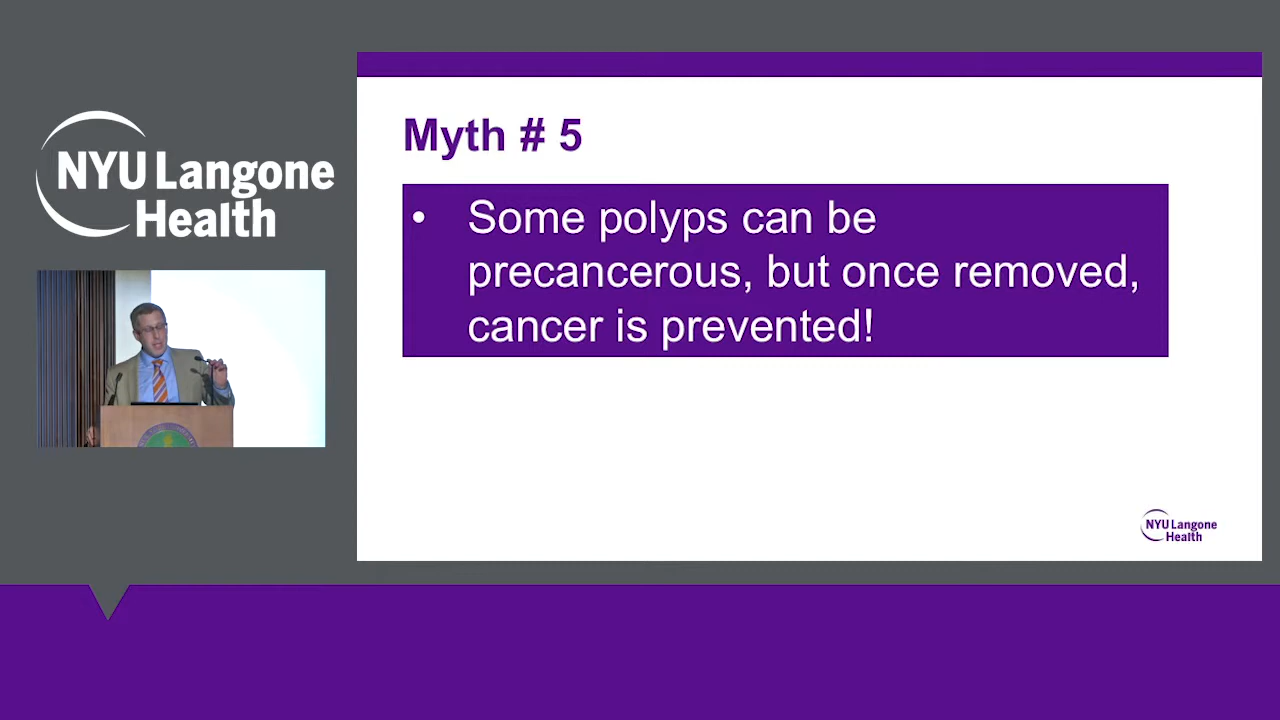 NYU Langone
Health
Myth # 5
• Some polyps can be
precancerous, but once removed,
cancer is prevented!
NYU Langone
Health